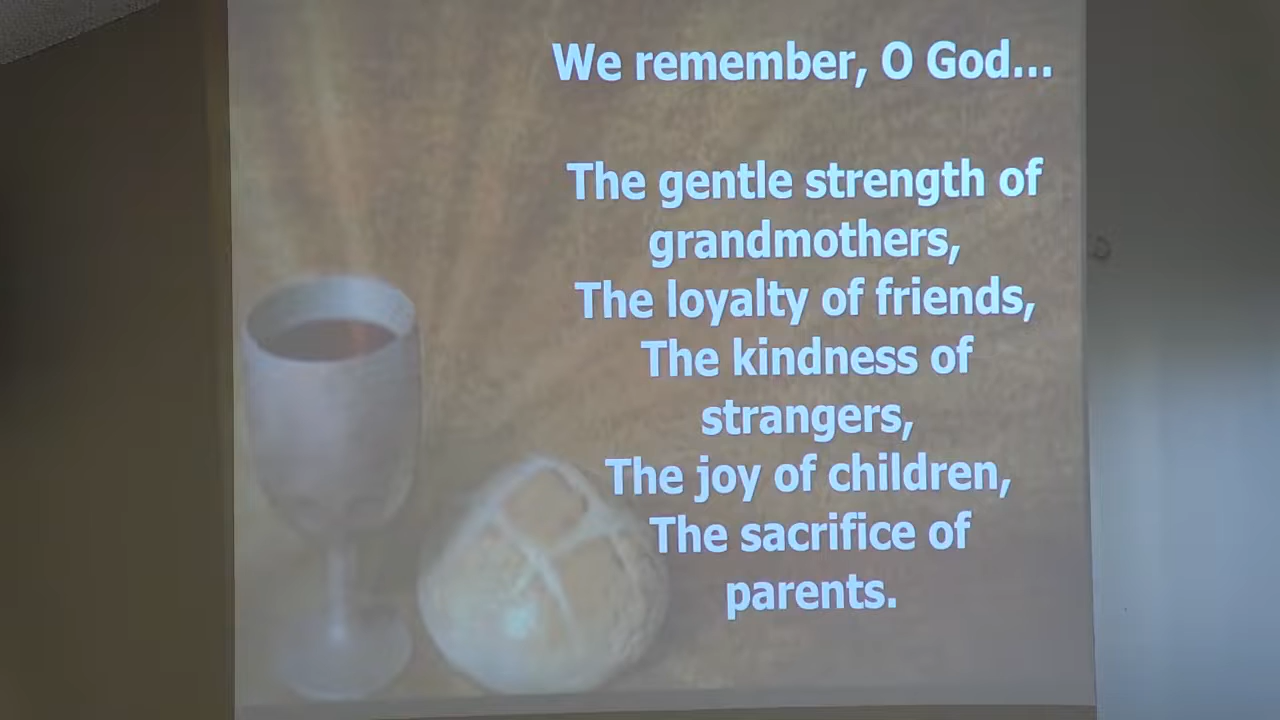 We remember, O God...
The gentle strength of
grandmothers,
The loyalty of friends,
The kindness of
strangers,
The joy of children,
The sacrifice of
parents.